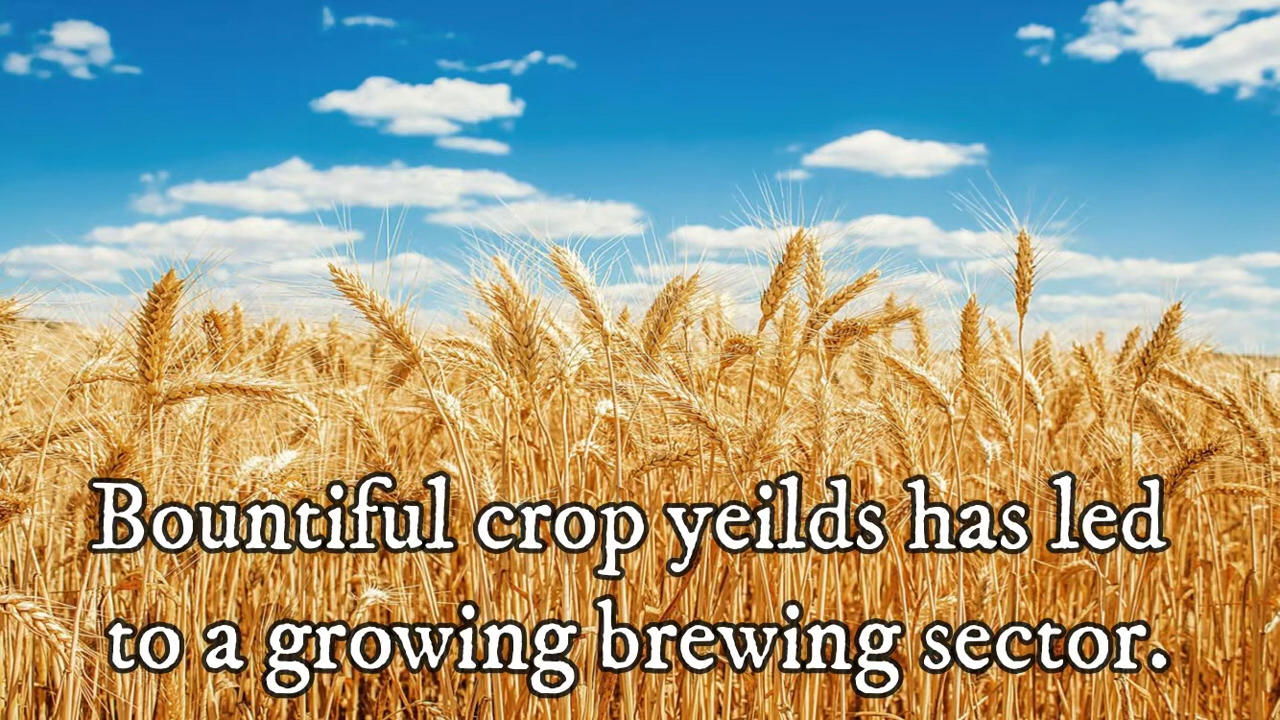 Bountiful crop yeilds has led
to a growing brewing sector.